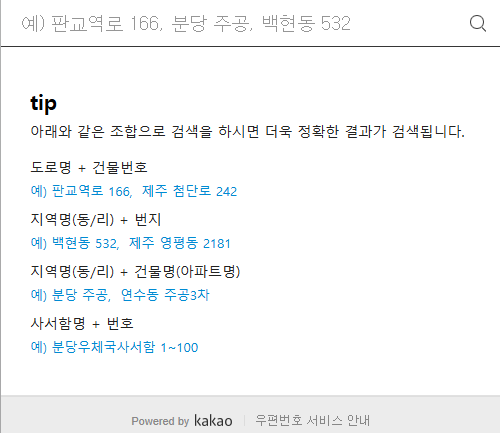 예) 판교역로 166, 분당 주공, 백현동 532
tip
아래와 같은 조합으로 검색을 하시면 더욱 정확한 결과가 검색됩니다.
도로명 + 건물번호
예) 판교역로 166, 제주 첨단로 242
지역명(동/리) + 번지
예) 백현동 532, 제주 영평동 2181
지역명(동/리) + 건물명(아파트명)
예) 분당 주공, 연수동 주공3차
사서함명 + 번호
예) 분당우체국사서함 1~100
Powered by kakao | 우편번호 서비스 안내